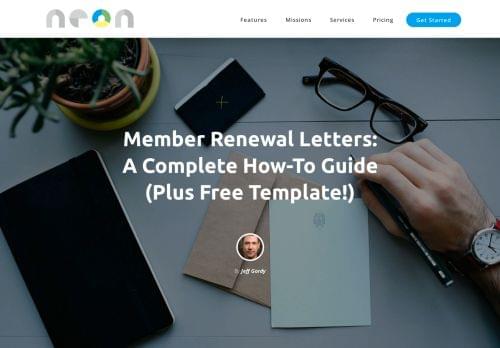 neon
Features Missions Services Pricing Get Started
Member Renewal Letters:
A Complete How-To Guide
(Plus Free Template!)
By Jeff Gordy